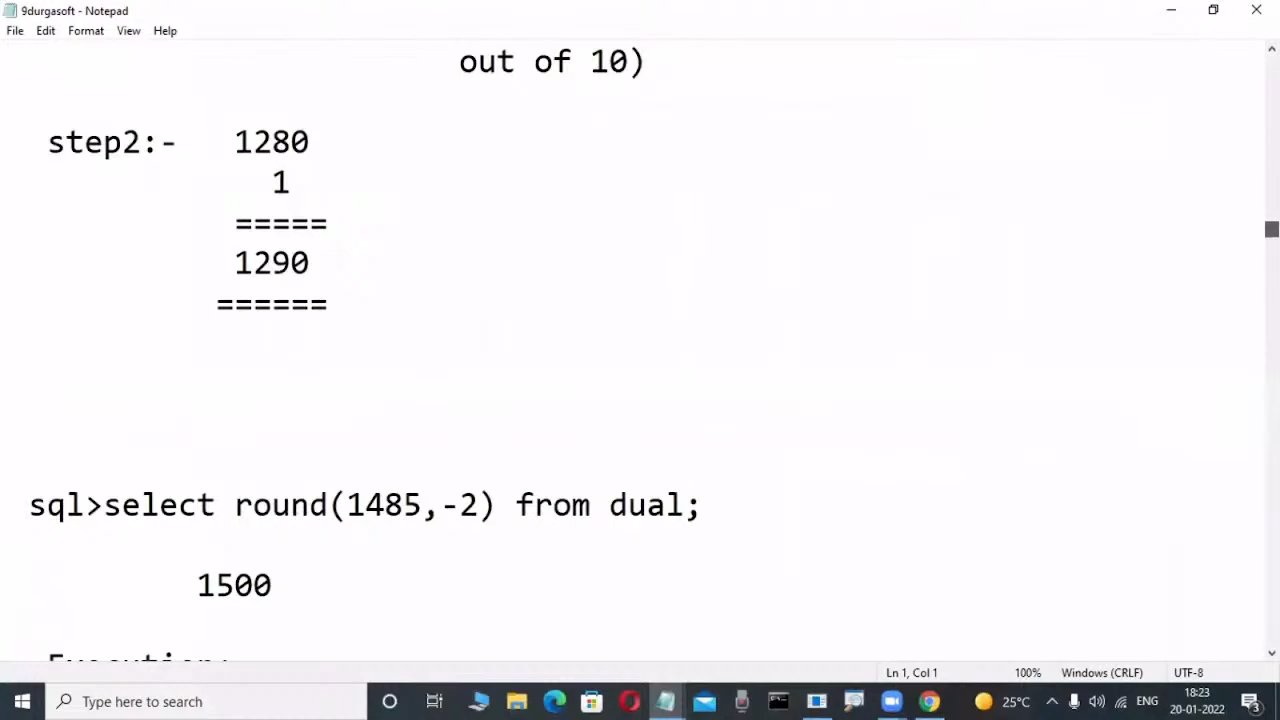 9durgasoft - Notepad
File Edit Format View Help
out of 10)
step2:- 1280
1
=====
1290
======
sql>select round(1485,-2) from dual;
1500
Execution:
Ln 1, Col 1 100% Windows (CRLF) UTF-8
Type here to search 25°C ENG 18:23
20-01-2022 3